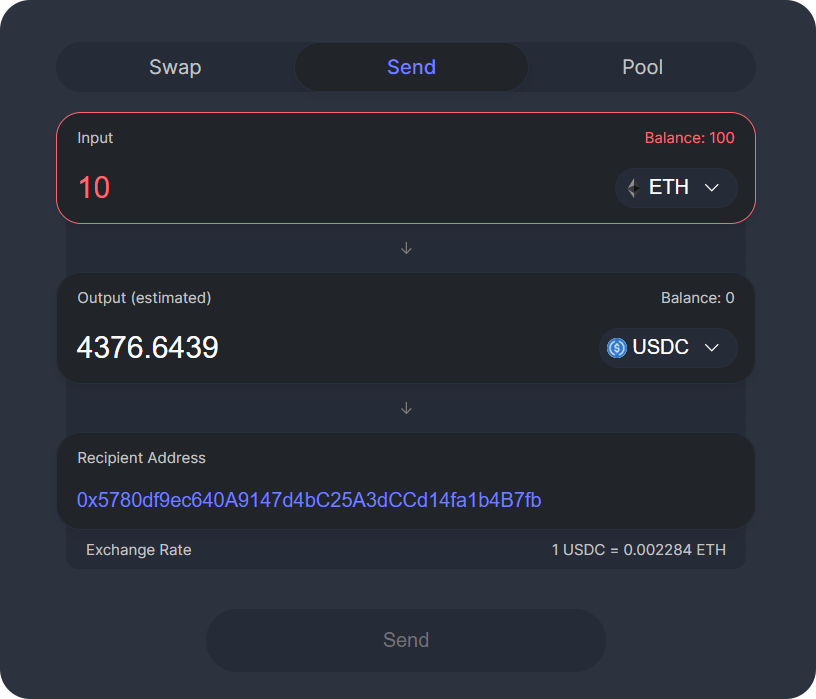 Swap Send Pool
Input Balance: 100
10 ETH
Output (estimated) Balance: 0
4376.6439 USDC
Recipient Address
0x5780df9ec640A9147d4bC25A3dCCd14fa1b4B7fb
Exchange Rate 1 USDC = 0.002284 ETH
Send